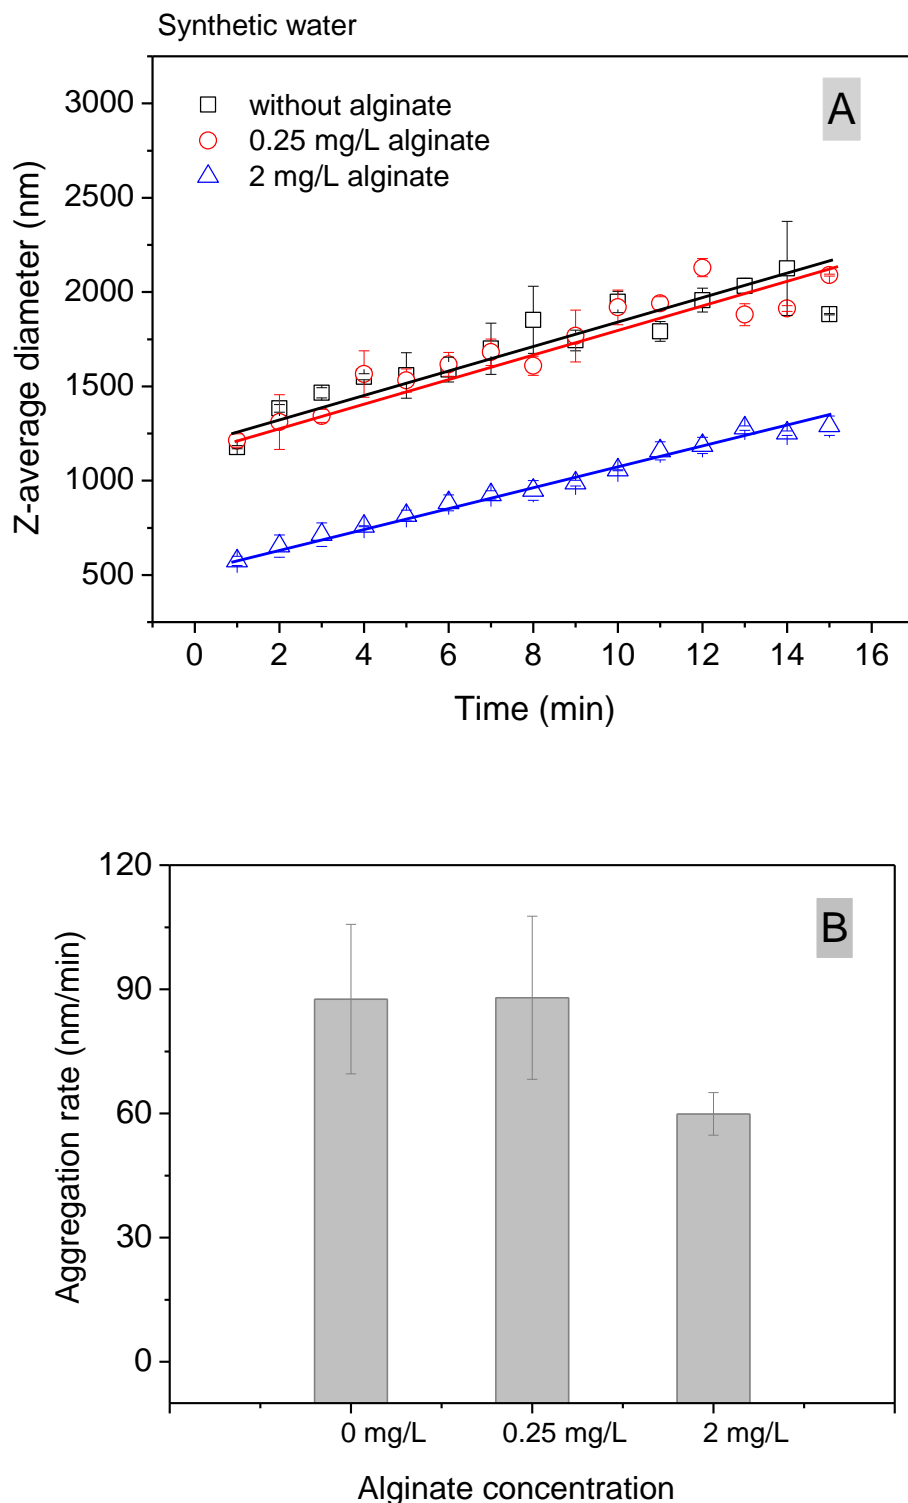 Synthetic water
A
without alginate
0.25 mg/L alginate
2 mg/L alginate
Z-average diameter (nm)
3000
2500
2000
1500
1000
500
0 2 4 6 8 10 12 14 16
Time (min)
B
Aggregation rate (nm/min)
120
90
60
30
0
0 mg/L 0.25 mg/L 2 mg/L
Alginate concentration